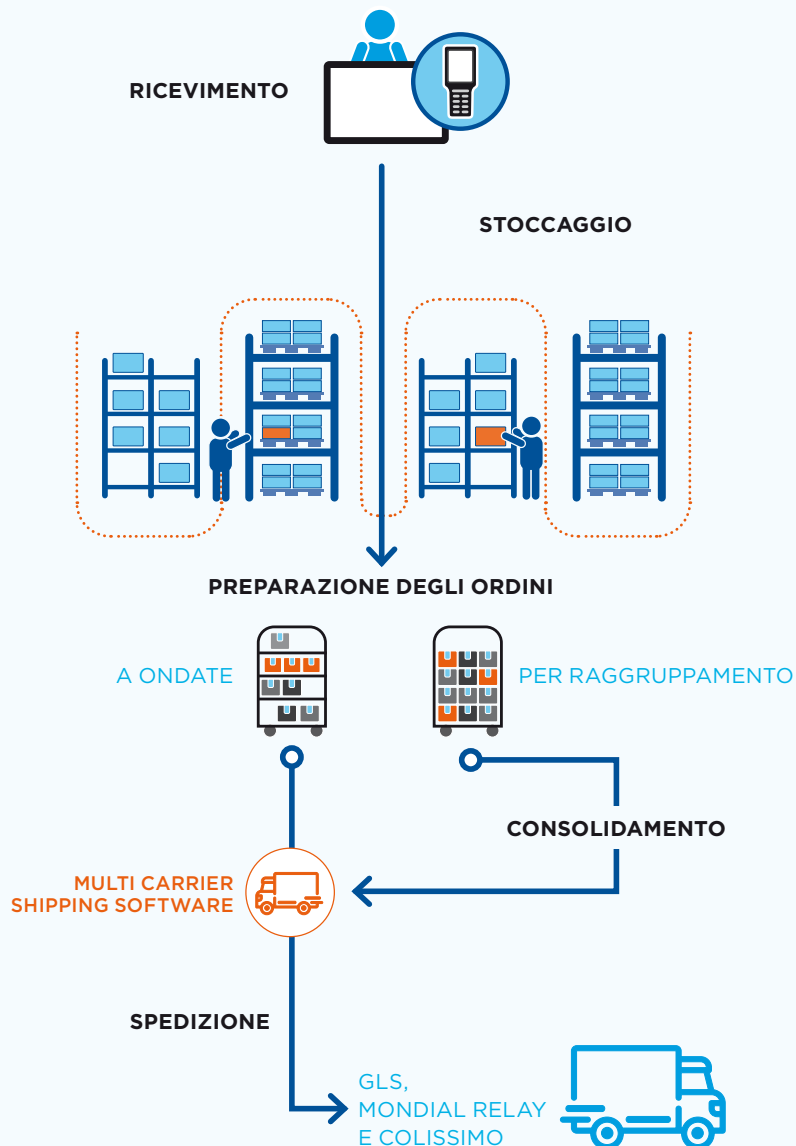 RICEVIMENTO
STOCCAGGIO
PREPARAZIONE DEGLI ORDINI
A ONDATE
PER RAGGRUPPAMENTO
CONSOLIDAMENTO
MULTI CARRIER
SHIPPING SOFTWARE
SPEDIZIONE
GLS,
MONDIAL RELAY
E COLISSIMO